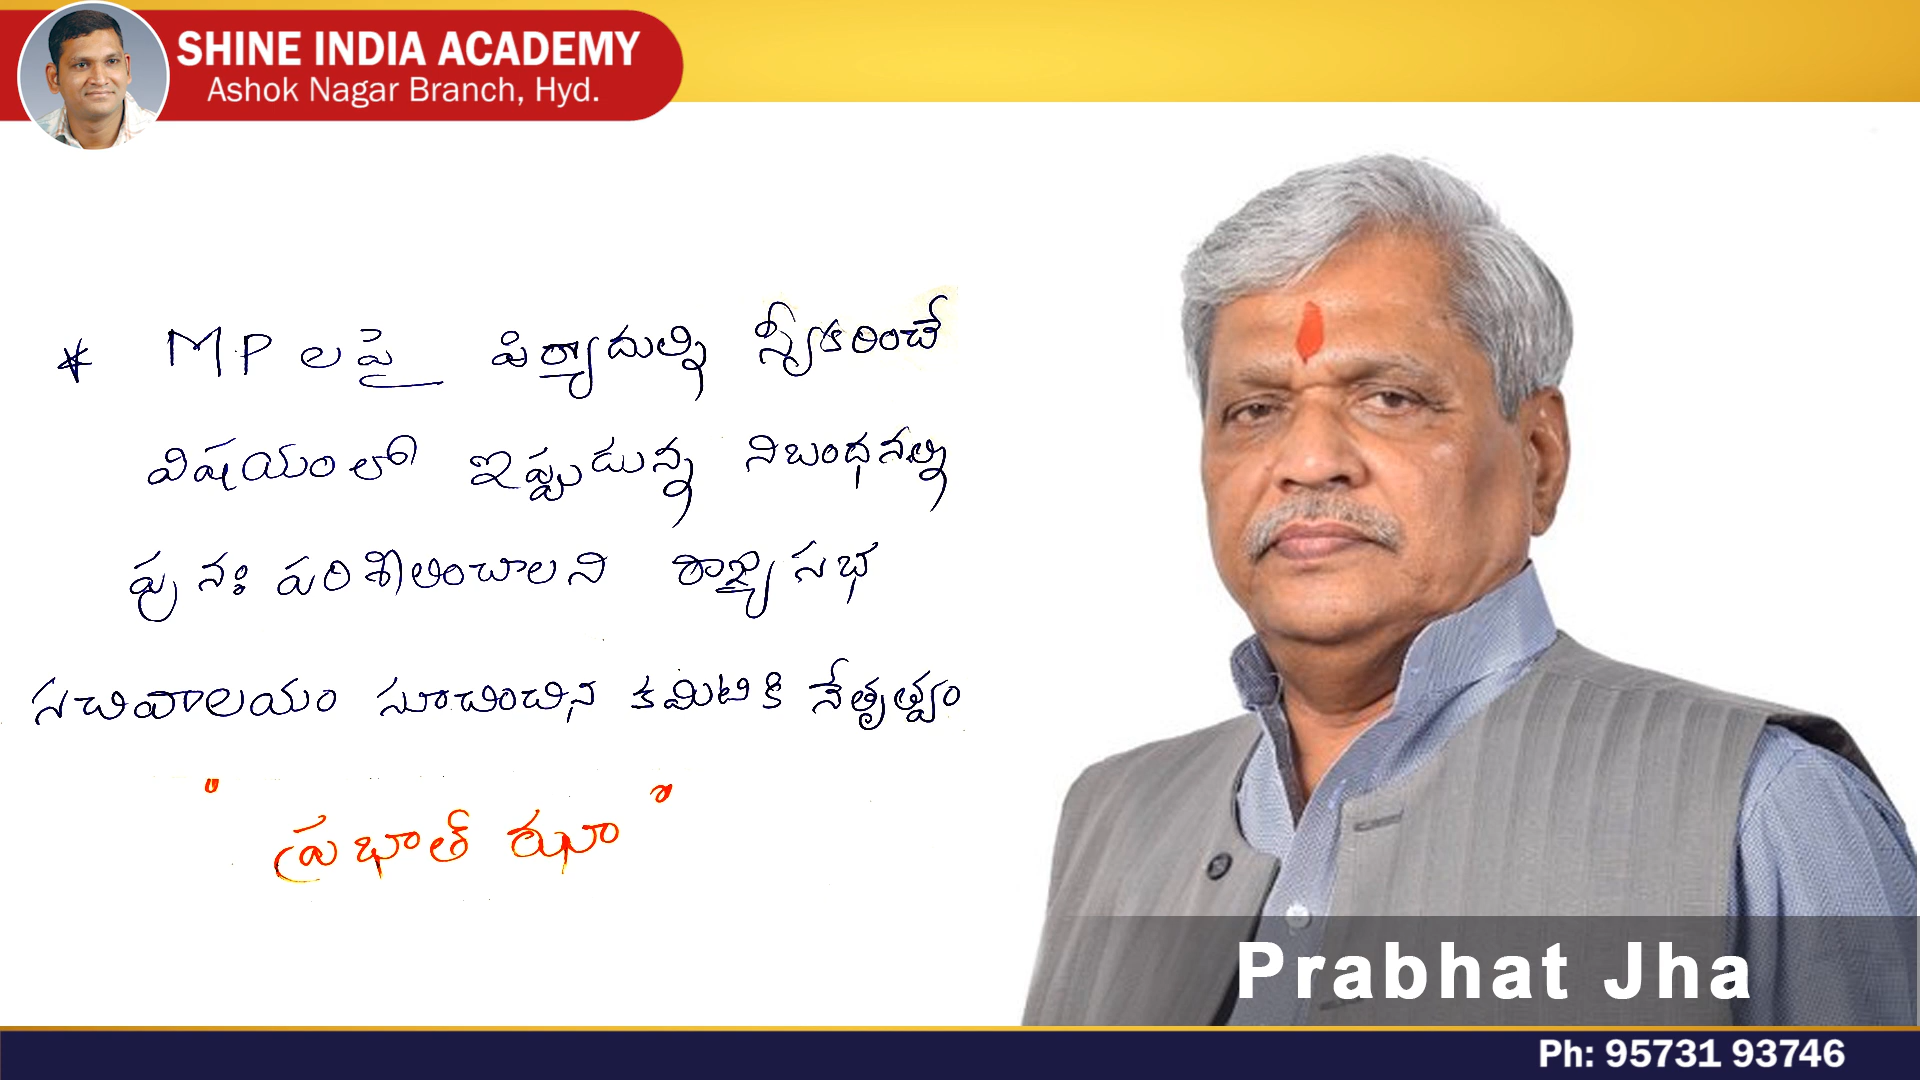 SHINE INDIA ACADEMY
Ashok Nagar Branch, Hyd.
* MP లపై పిర్యాదుల్ని స్వీకరించే
విషయంలో ఇప్పుడున్న నిబంధనల్ని
పునః పరిశీలించాలని రాజ్యసభ
సచివాలయం సూచించిన కమిటికి నేతృత్వం
" ప్రభాత్ ఝా "
Prabhat Jha
Ph: 95731 93746